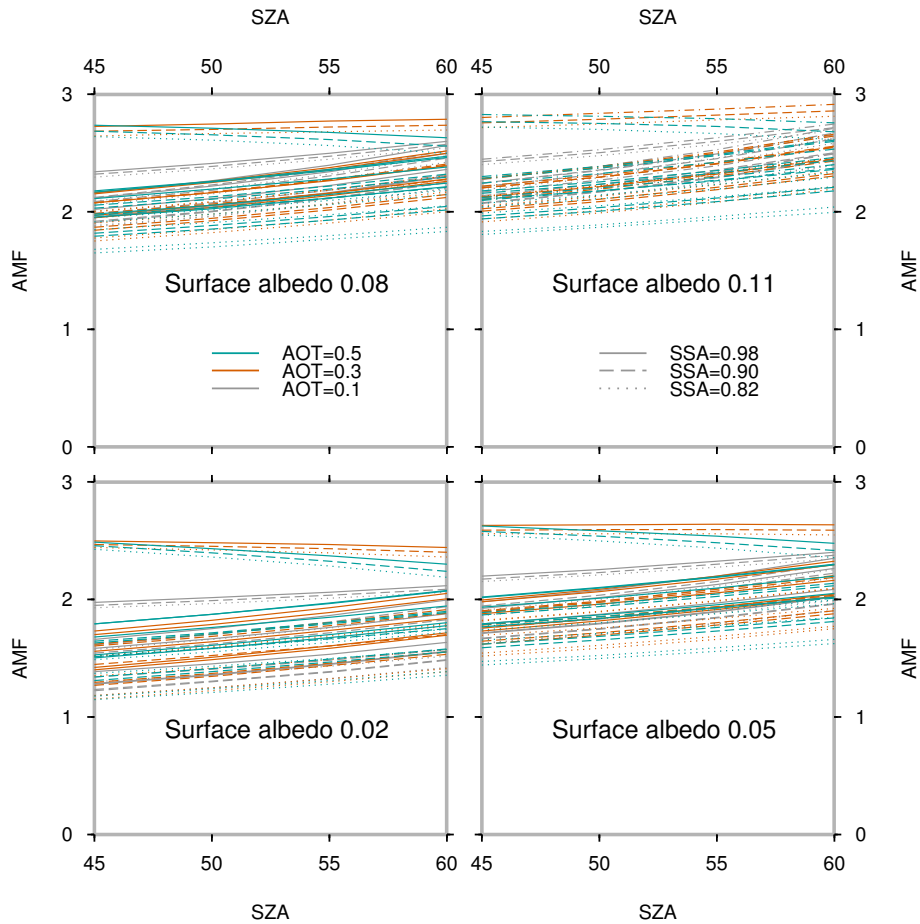 SZA SZA
45 50 55 60 45 50 55 60
3 3
2 2
AMF AMF
Surface albedo 0.08 Surface albedo 0.11
1 1
AOT=0.5 SSA=0.98
AOT=0.3 SSA=0.90
AOT=0.1 SSA=0.82
0 0
3 3
2 2
AMF AMF
1 1
Surface albedo 0.02 Surface albedo 0.05
0 0
45 50 55 60 45 50 55 60
SZA SZA